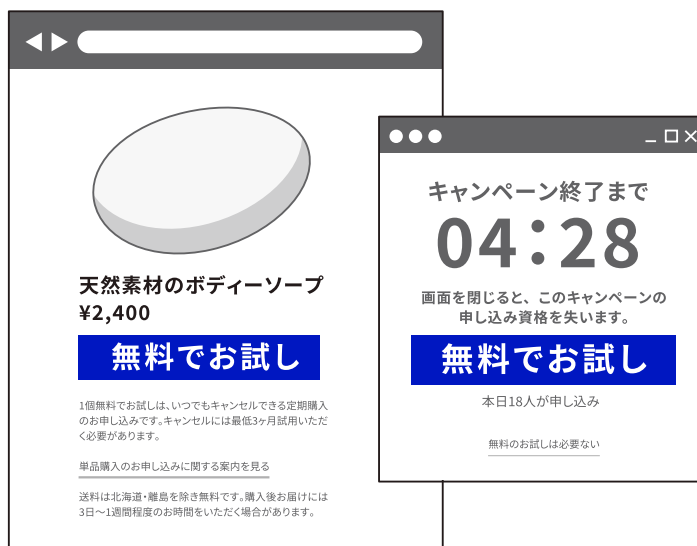 天然素材のボディーソープ
¥2,400
無料でお試し
1個無料でお試しは、いつでもキャンセルできる定期購入
のお申し込みです。キャンセルには最低3ヶ月試用いただ
く必要があります。
単品購入のお申し込みに関する案内を見る
送料は北海道・離島を除き無料です。購入後お届けには
3日〜1週間程度のお時間をいただく場合があります。
キャンペーン終了まで
04:28
画面を閉じると、このキャンペーンの
申し込み資格を失います。
無料でお試し
本日18人が申し込み
無料のお試しは必要ない